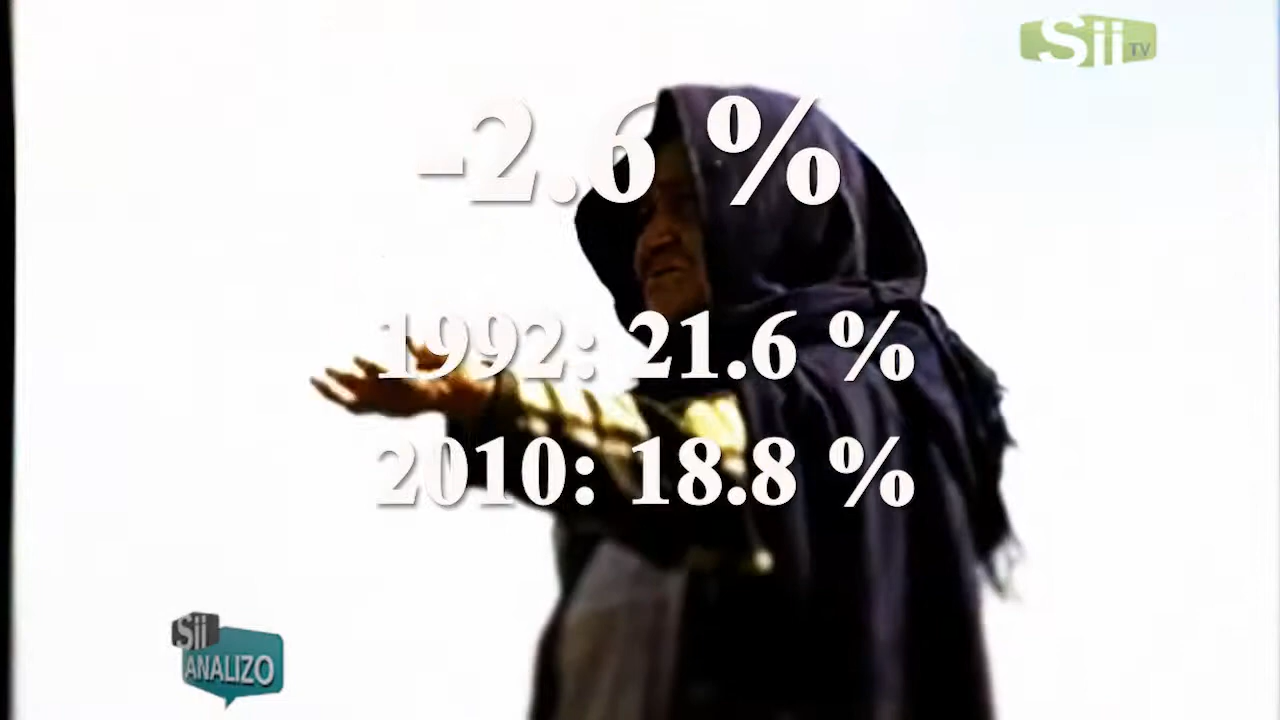 Sii TV
-2.6 %
1992: 21.6 %
2010: 18.8 %
Sii
ANALIZO